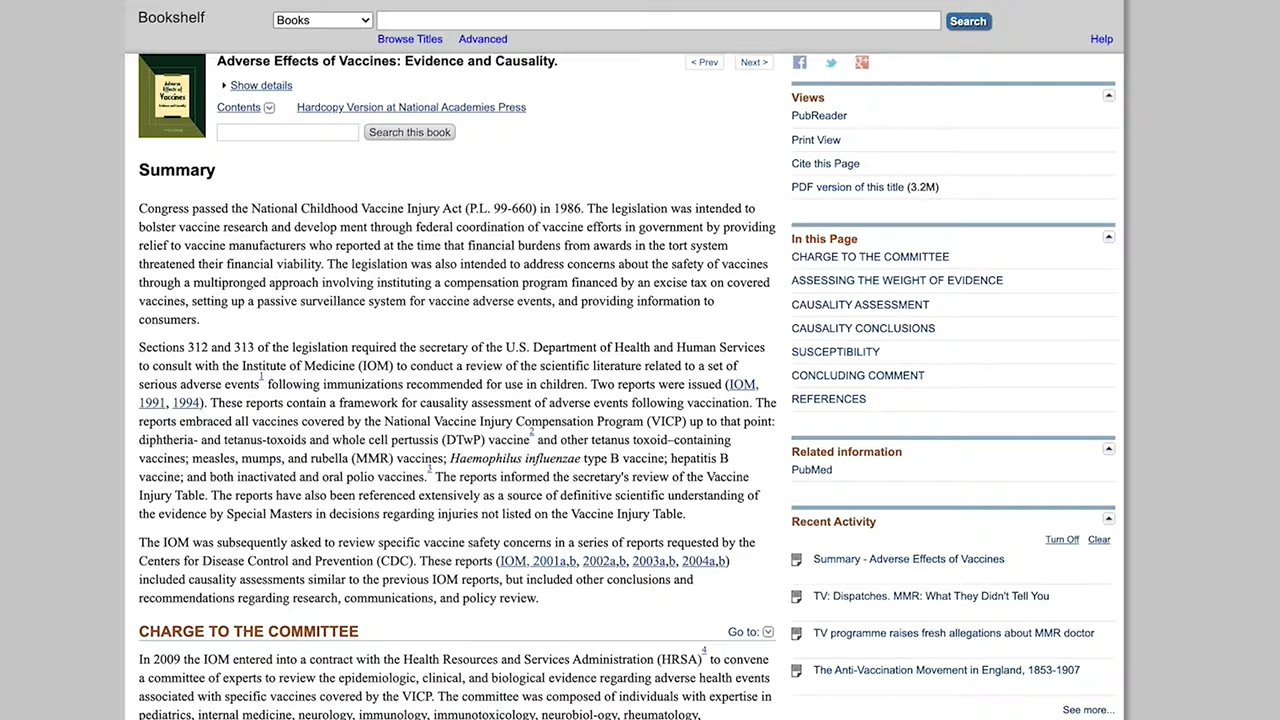 Bookshelf
Books
Search
Browse Titles
Advanced
Help
Adverse Effects of Vaccines
Evidence and Causality
Adverse Effects of Vaccines: Evidence and Causality.
< Prev
Next >
Show details
Contents
Hardcopy Version at National Academies Press
Search this book
Summary
Congress passed the National Childhood Vaccine Injury Act (P.L. 99-660) in 1986. The legislation was intended to
bolster vaccine research and develop ment through federal coordination of vaccine efforts in government by providing
relief to vaccine manufacturers who reported at the time that financial burdens from awards in the tort system
threatened their financial viability. The legislation was also intended to address concerns about the safety of vaccines
through a multipronged approach involving instituting a compensation program financed by an excise tax on covered
vaccines, setting up a passive surveillance system for vaccine adverse events, and providing information to
consumers.
Sections 312 and 313 of the legislation required the secretary of the U.S. Department of Health and Human Services
to consult with the Institute of Medicine (IOM) to conduct a review of the scientific literature related to a set of
serious adverse events1 following immunizations recommended for use in children. Two reports were issued (IOM,
1991, 1994). These reports contain a framework for causality assessment of adverse events following vaccination. The
reports embraced all vaccines covered by the National Vaccine Injury Compensation Program (VICP) up to that point:
diphtheria- and tetanus-toxoids and whole cell pertussis (DTwP) vaccine2 and other tetanus toxoid–containing
vaccines; measles, mumps, and rubella (MMR) vaccines; Haemophilus influenzae type B vaccine; hepatitis B
vaccine; and both inactivated and oral polio vaccines.3 The reports informed the secretary's review of the Vaccine
Injury Table. The reports have also been referenced extensively as a source of definitive scientific understanding of
the evidence by Special Masters in decisions regarding injuries not listed on the Vaccine Injury Table.
The IOM was subsequently asked to review specific vaccine safety concerns in a series of reports requested by the
Centers for Disease Control and Prevention (CDC). These reports (IOM, 2001a,b, 2002a,b, 2003a,b, 2004a,b)
included causality assessments similar to the previous IOM reports, but included other conclusions and
recommendations regarding research, communications, and policy review.
CHARGE TO THE COMMITTEE
Go to:
In 2009 the IOM entered into a contract with the Health Resources and Services Administration (HRSA)4 to convene
a committee of experts to review the epidemiologic, clinical, and biological evidence regarding adverse health events
associated with specific vaccines covered by the VICP. The committee was composed of individuals with expertise in
pediatrics, internal medicine, neurology, immunology, immunotoxicology, neurobiol-ogy, rheumatology,
Views
PubReader
Print View
Cite this Page
PDF version of this title (3.2M)
In this Page
CHARGE TO THE COMMITTEE
ASSESSING THE WEIGHT OF EVIDENCE
CAUSALITY ASSESSMENT
CAUSALITY CONCLUSIONS
SUSCEPTIBILITY
CONCLUDING COMMENT
REFERENCES
Related information
PubMed
Recent Activity
Turn Off
Clear
Summary - Adverse Effects of Vaccines
TV: Dispatches. MMR: What They Didn't Tell You
TV programme raises fresh allegations about MMR doctor
The Anti-Vaccination Movement in England, 1853-1907
See more...